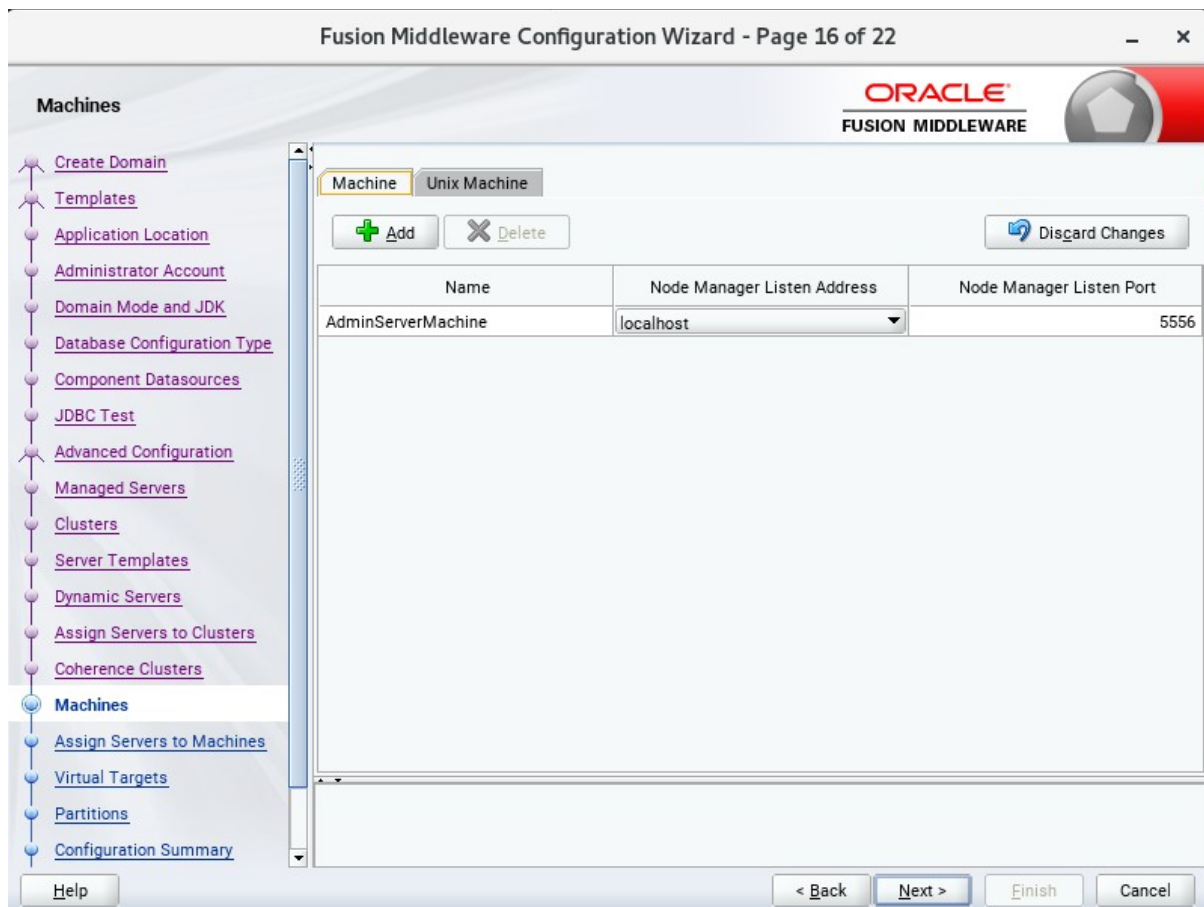 Fusion Middleware Configuration Wizard - Page 16 of 22
Machines
ORACLE
FUSION MIDDLEWARE
Create Domain
Templates
Application Location
Administrator Account
Domain Mode and JDK
Database Configuration Type
Component Datasources
JDBC Test
Advanced Configuration
Managed Servers
Clusters
Server Templates
Dynamic Servers
Assign Servers to Clusters
Coherence Clusters
Machines
Assign Servers to Machines
Virtual Targets
Partitions
Configuration Summary
Machine Unix Machine
Add Delete Discard Changes
Name Node Manager Listen Address Node Manager Listen Port
AdminServerMachine localhost 5556
Help < Back Next > Finish Cancel